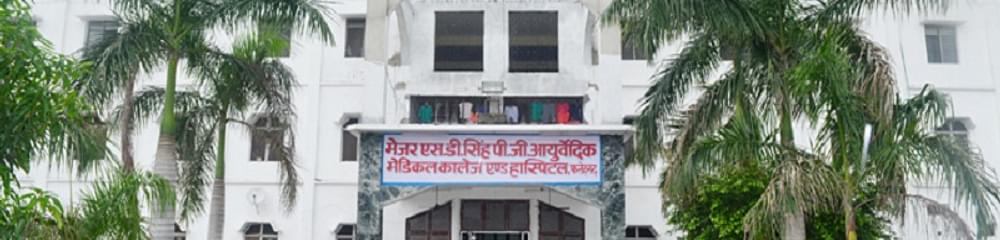 मेजर एस.डी.सिंह पी.जी.आयुर्वेदिक
मेडिकल कालेज एण्ड हास्पिटल,